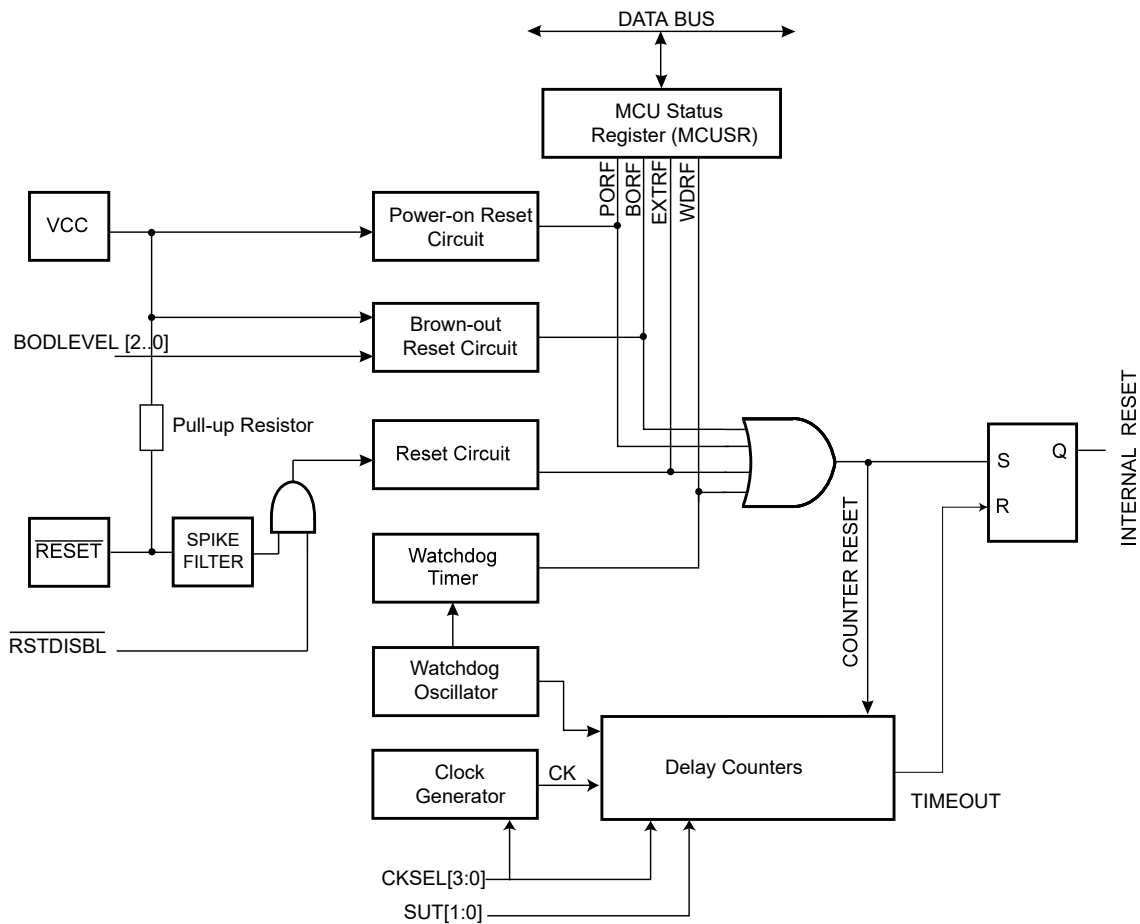 DATA BUS
MCU Status
Register (MCUSR)
PORF
BORF
EXTRF
WDRF
VCC
Power-on Reset
Circuit
Brown-out
Reset Circuit
BODLEVEL [2..0]
Pull-up Resistor
Reset Circuit
S
Q
R
INTERNAL RESET
RESET
SPIKE
FILTER
Watchdog
Timer
COUNTER RESET
RSTDISBL
Watchdog
Oscillator
Clock
Generator
CK
Delay Counters
TIMEOUT
CKSEL[3:0]
SUT[1:0]